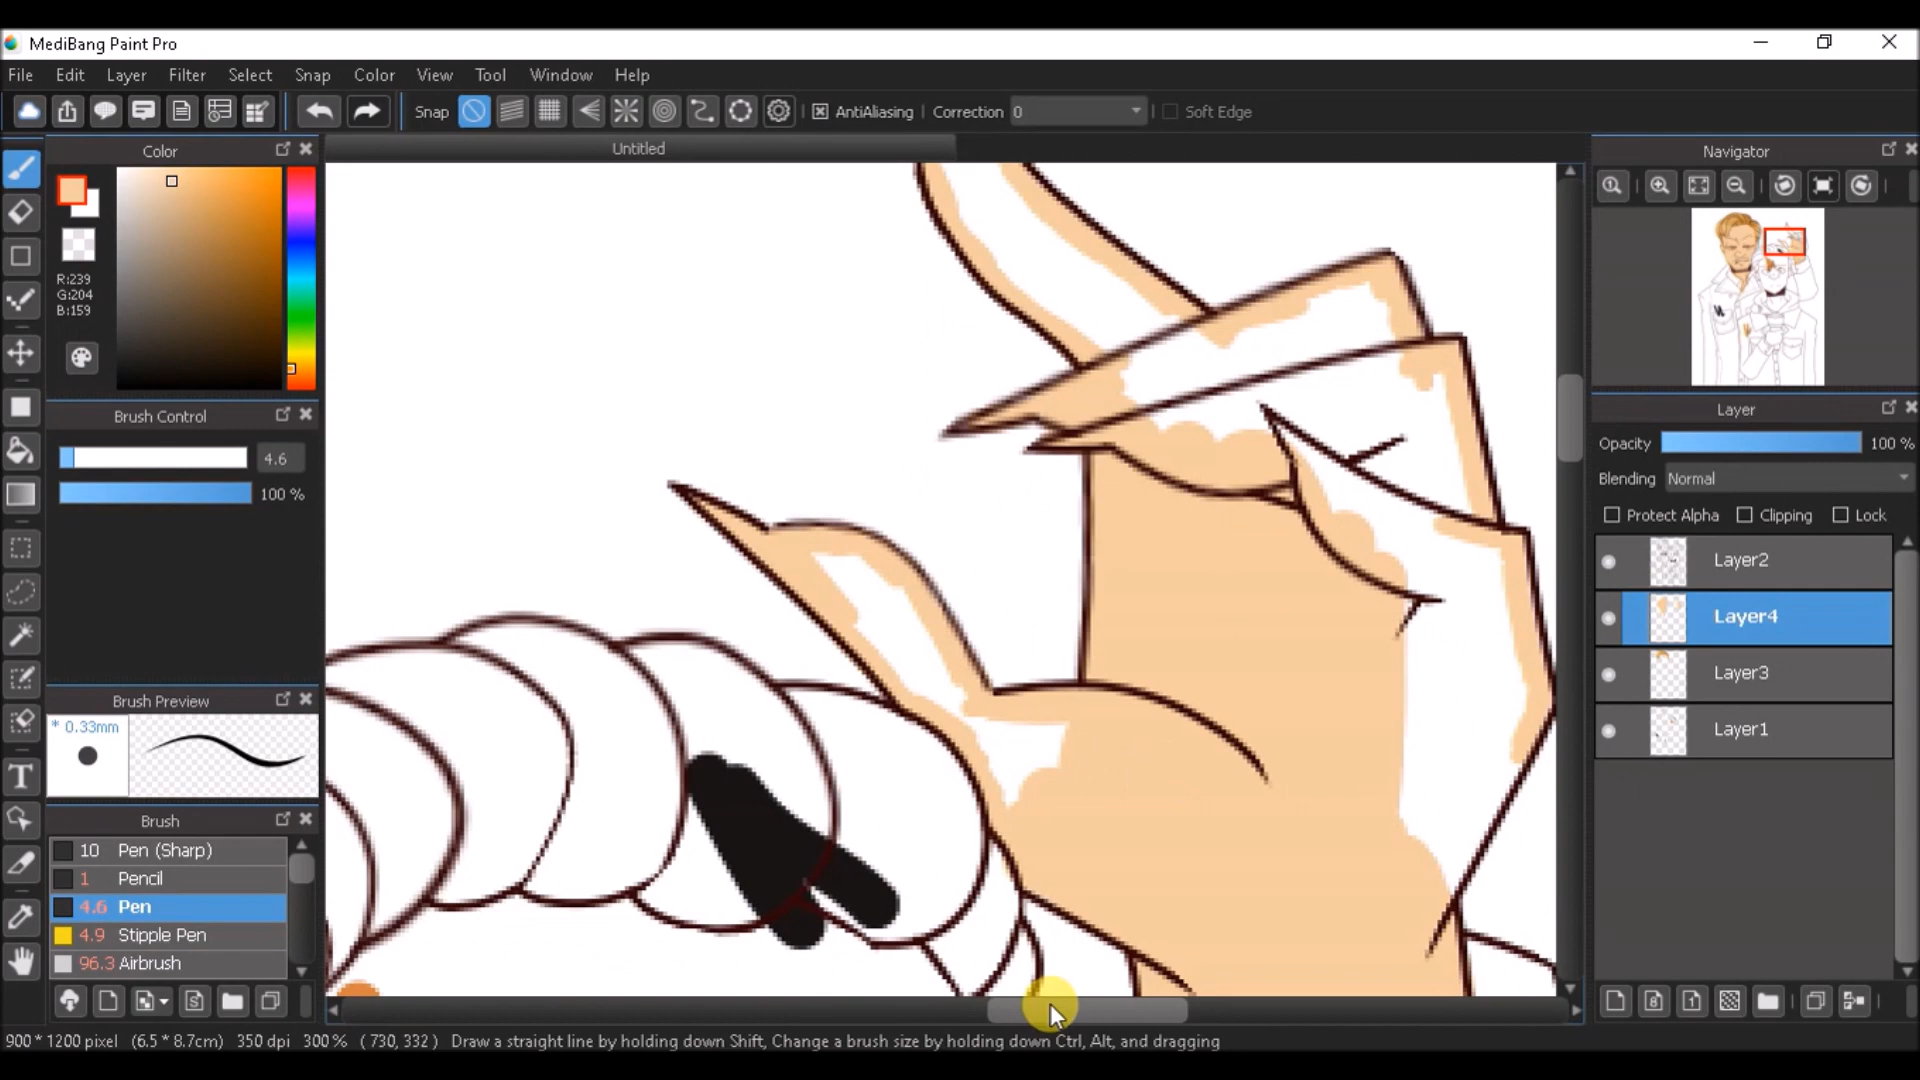 MediBang Paint Pro
File Edit Layer Filter Select Snap Color View Tool Window Help
Snap AntiAliasing Correction 0 Soft Edge
Color
Untitled
Navigator
R:239
G:204
B:159
Brush Control
4.6
100 %
Layer
Opacity 100 %
Blending Normal
Protect Alpha Clipping Lock
Layer2
Layer4
Layer3
Layer1
Brush Preview
* 0.33mm
Brush
10 Pen (Sharp)
1 Pencil
4.6 Pen
4.9 Stipple Pen
96.3 Airbrush
900 * 1200 pixel (6.5 * 8.7cm) 350 dpi 300 % ( 730, 332 ) Draw a straight line by holding down Shift, Change a brush size by holding down Ctrl, Alt, and dragging